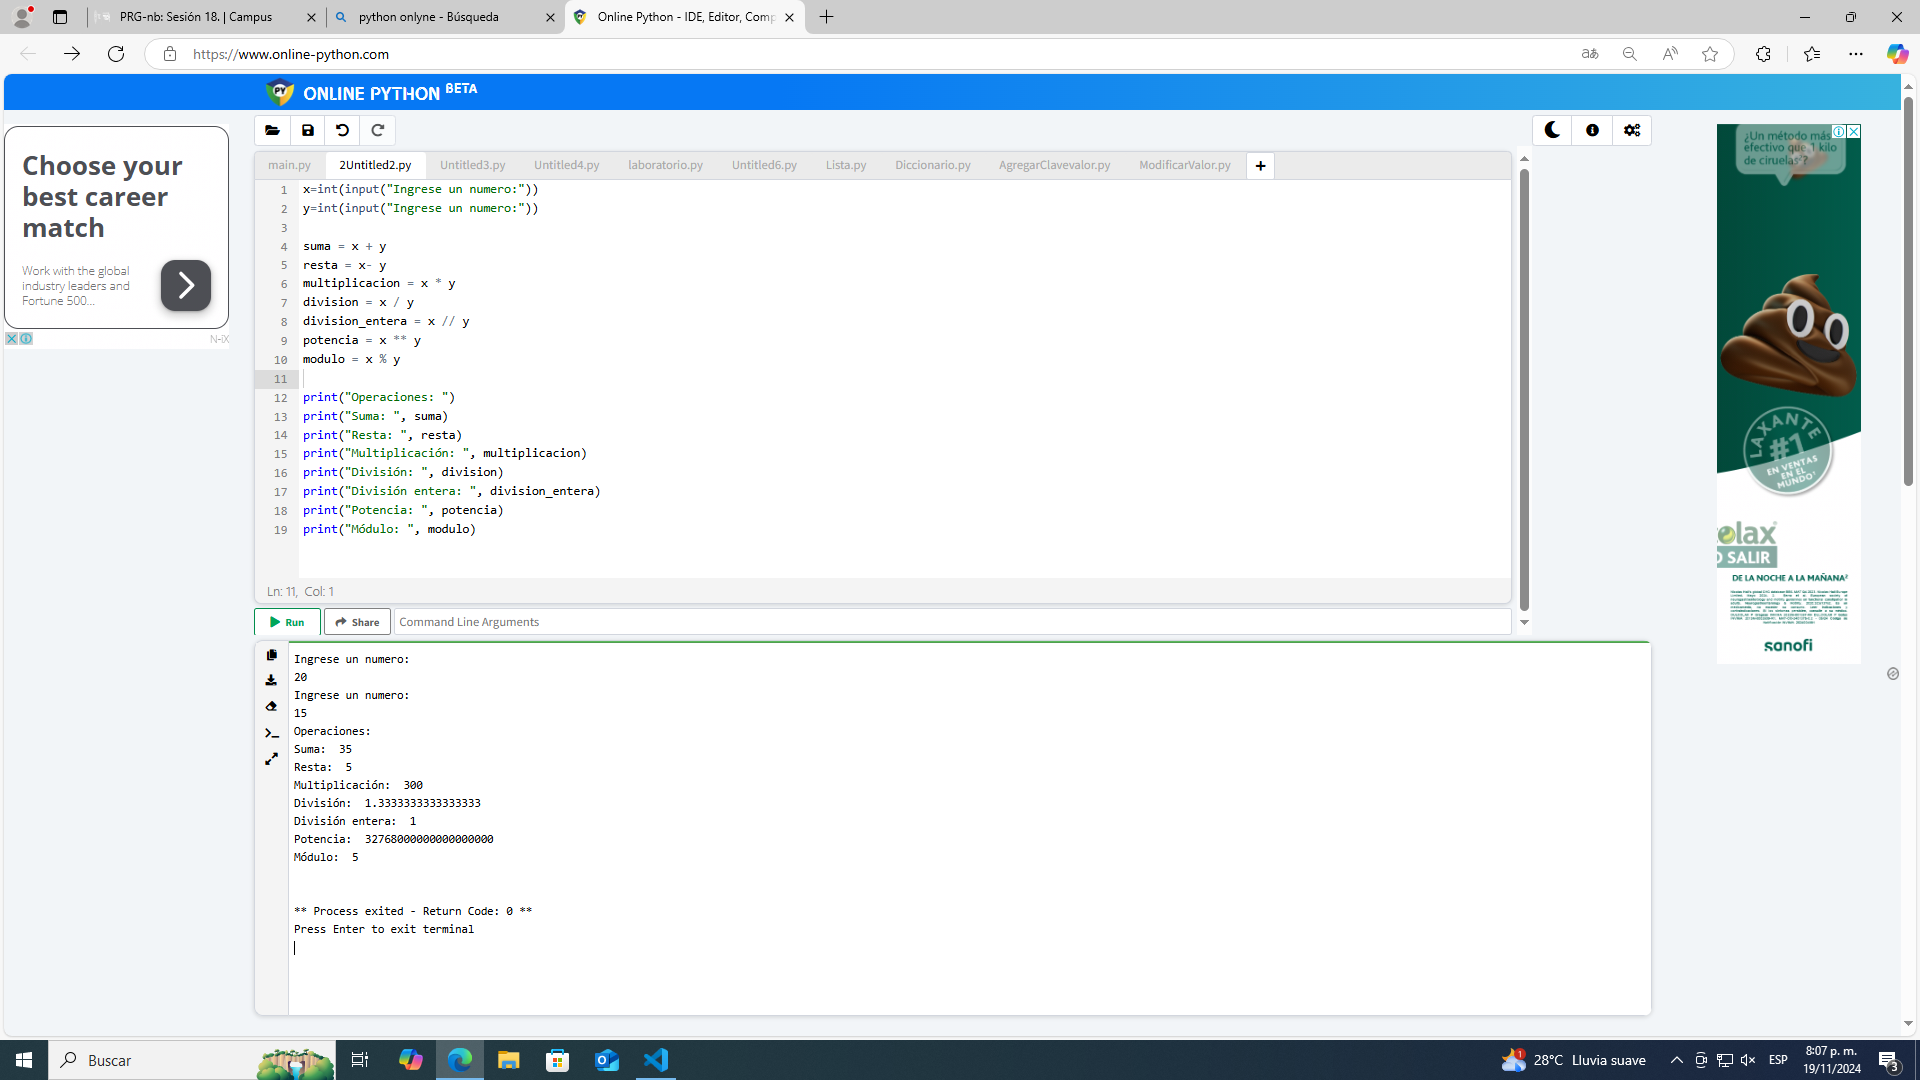 PRG-nb: Sesión 18. | Campus
python onlyne - Búsqueda
Online Python - IDE, Editor, Comp
https://www.online-python.com
ONLINE PYTHON BETA
Choose your
best career
match
Work with the global
industry leaders and
Fortune 500...
N-iX
main.py 2Untitled2.py Untitled3.py Untitled4.py laboratorio.py Untitled6.py Lista.py Diccionario.py AgregarClavevalor.py ModificarValor.py +
1 x=int(input("Ingrese un numero:"))
2 y=int(input("Ingrese un numero:"))
3
4 suma = x + y
5 resta = x- y
6 multiplicacion = x * y
7 division = x / y
8 division_entera = x // y
9 potencia = x ** y
10 modulo = x % y
11
12 print("Operaciones: ")
13 print("Suma: ", suma)
14 print("Resta: ", resta)
15 print("Multiplicación: ", multiplicacion)
16 print("División: ", division)
17 print("División entera: ", division_entera)
18 print("Potencia: ", potencia)
19 print("Módulo: ", modulo)
Ln: 11, Col: 1
Run Share Command Line Arguments
Ingrese un numero:
20
Ingrese un numero:
15
Operaciones:
Suma:  35
Resta:  5
Multiplicación:  300
División:  1.3333333333333333
División entera:  1
Potencia:  32768000000000000000
Módulo:  5
** Process exited - Return Code: 0 **
Press Enter to exit terminal
¿Un método más
efectivo que 1 kilo
de ciruelas?
LAXANTE
#1
EN VENTAS
EN EL
MUNDO¹
olax
O SALIR
DE LA NOCHE A LA MAÑANA²
sanofi
Buscar
28°C Lluvia suave
ESP
8:07 p. m.
19/11/2024
3